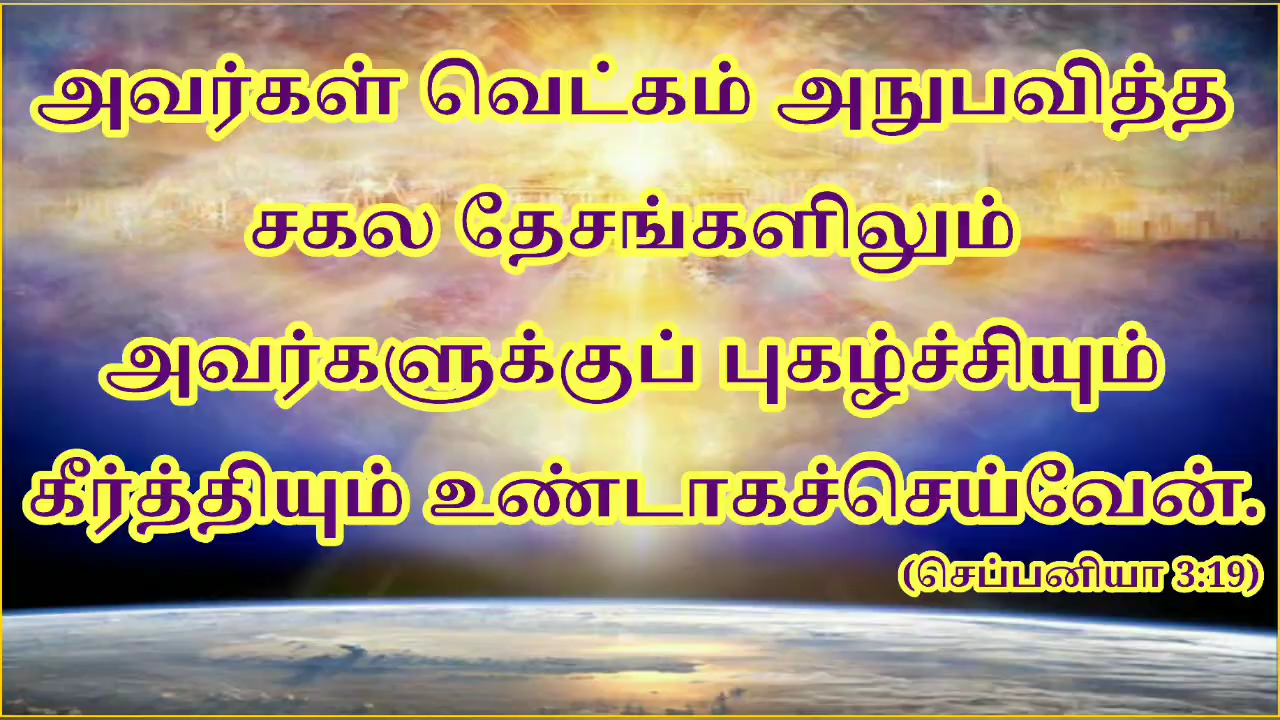 அவர்கள் வெட்கம் அநுபவித்த
சகல தேசங்களிலும்
அவர்களுக்குப் புகழ்ச்சியும்
கீர்த்தியும் உண்டாகச்செய்வேன்.
(செப்பனியா 3:19)